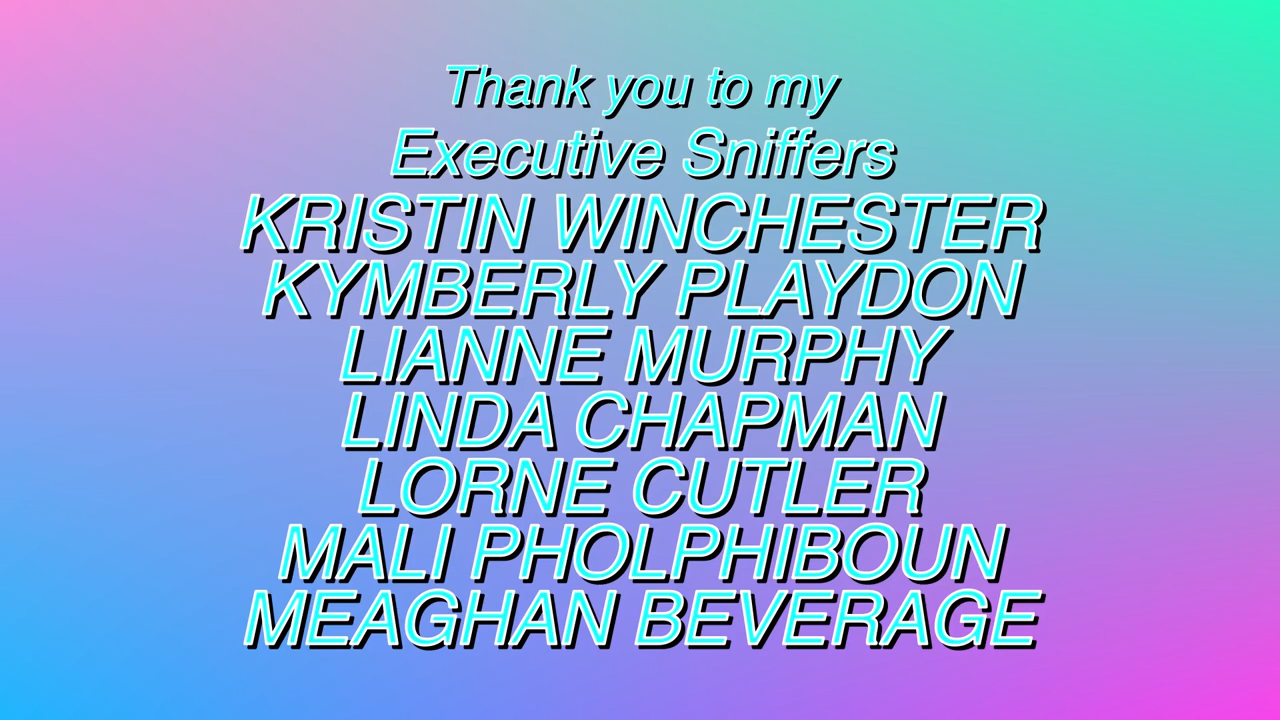 Thank you to my
Executive Sniffers
KRISTIN WINCHESTER
KYMBERLY PLAYDON
LIANNE MURPHY
LINDA CHAPMAN
LORNE CUTLER
MALI PHOLPHIBOUN
MEAGHAN BEVERAGE